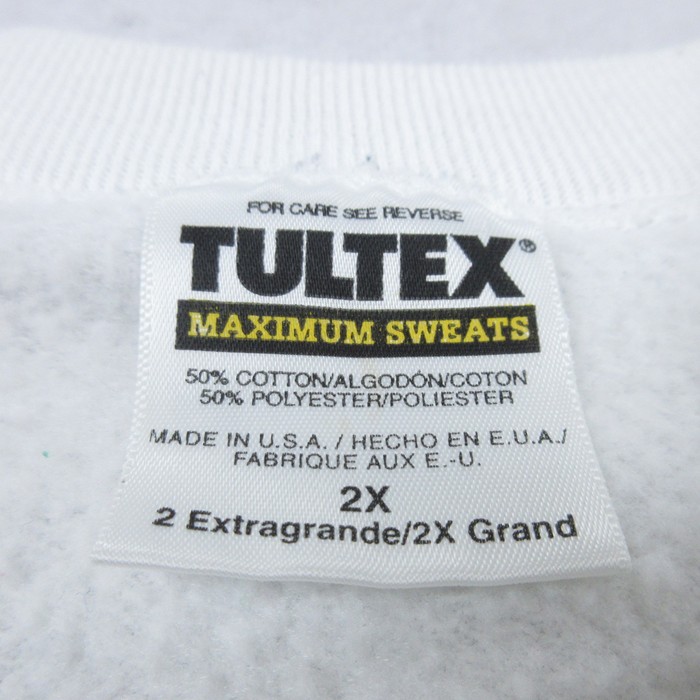 FOR CARE SEE REVERSE
TULTEX®
MAXIMUM SWEATS
50% COTTON/ALGODÓN/COTON
50% POLYESTER/POLIESTER
MADE IN U.S.A. / HECHO EN E.U.A./
FABRIQUE AUX E.-U.
2X
2 Extragrande/2X Grand